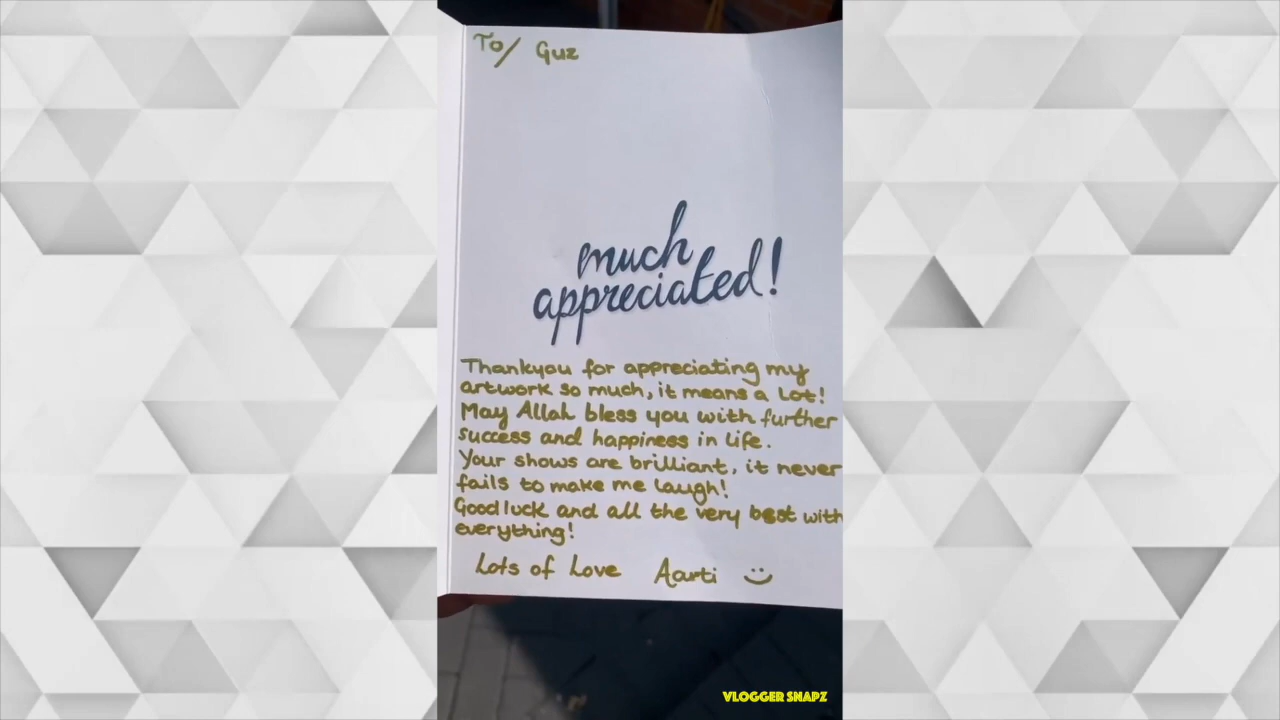 To/ Guz
much
appreciated!
Thankyou for appreciating my
artwork so much, it means a lot!
May Allah bless you with further
success and happiness in life.
Your shows are brilliant, it never
fails to make me laugh!
Good luck and all the very best with
everything!
Lots of Love Aarti
VLOGGER SNAPZ